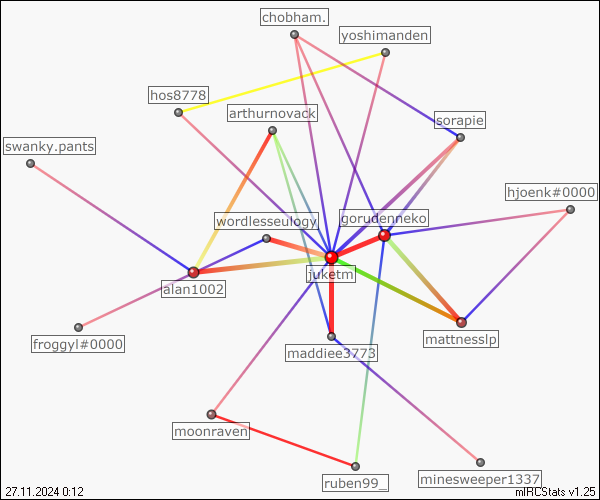 chobham.
yoshimanden
hos8778
arthurnovack
sorapie
swanky.pants
hjoenk#0000
wordlesseulogy
gorudenneko
juketm
alan1002
froggyl#0000
mattnesslp
maddiee3773
moonraven
ruben99_
minesweeper1337
27.11.2024 0:12
mIRCStats v1.25